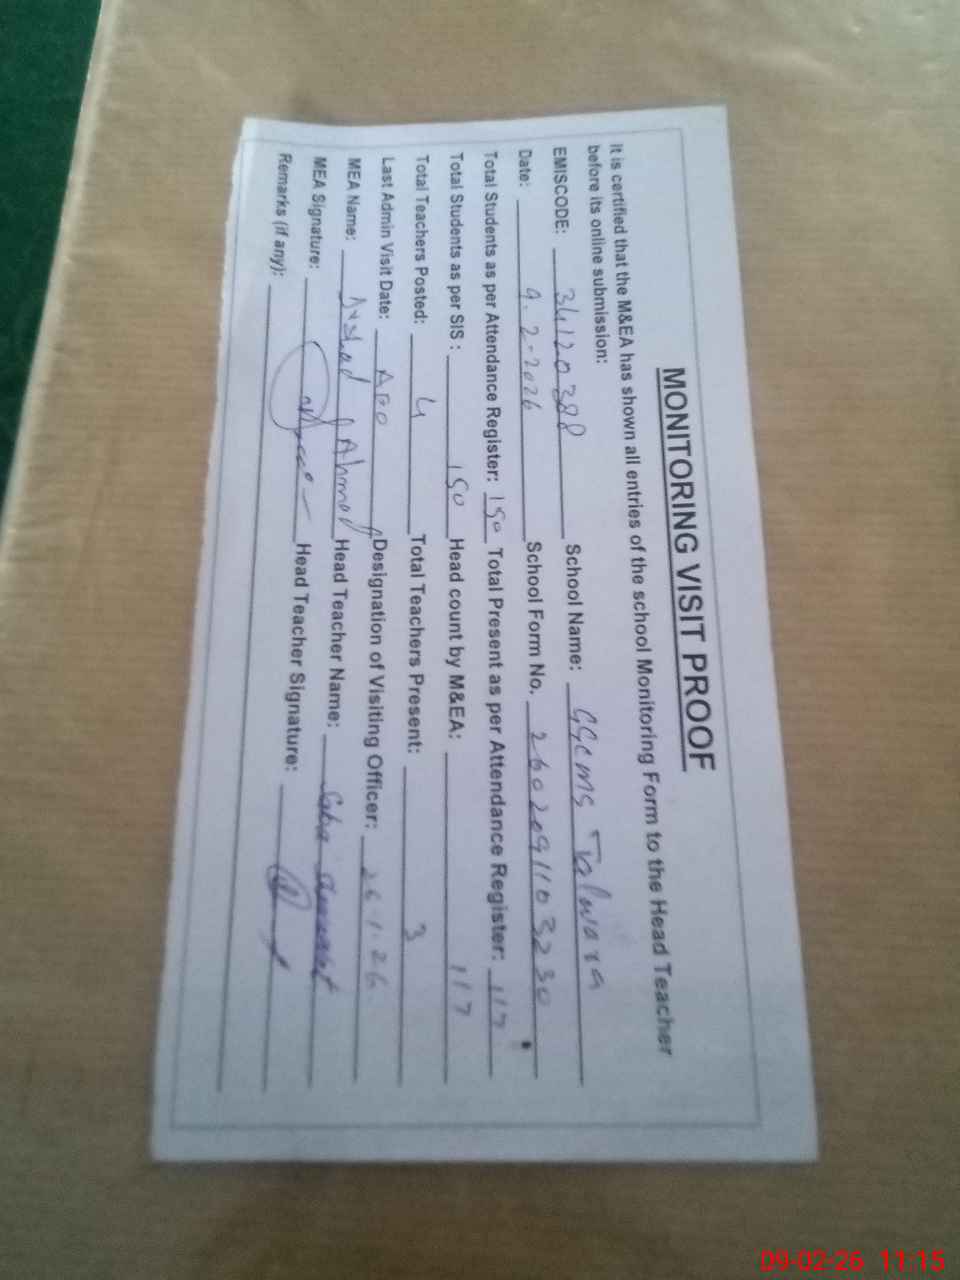 MONITORING VISIT PROOF
It is certified that the M&EA has shown all entries of the school Monitoring Form to the Head Teacher
before its online submission:
EMISCODE: 34120388 School Name: GGCMS Talwara
Date: 9.2-2026 School Form No. 2602091103230
Total Students as per Attendance Register: 150 Total Present as per Attendance Register: 117
Total Students as per SIS : 150 Head count by M&EA: 117
Total Teachers Posted: 4 Total Teachers Present: 3
Last Admin Visit Date: AEO Designation of Visiting Officer: 26.1.26
MEA Name: Arshad Ahmad Head Teacher Name: Saba
MEA Signature: Head Teacher Signature:
Remarks (if any):
09-02-26 11:15